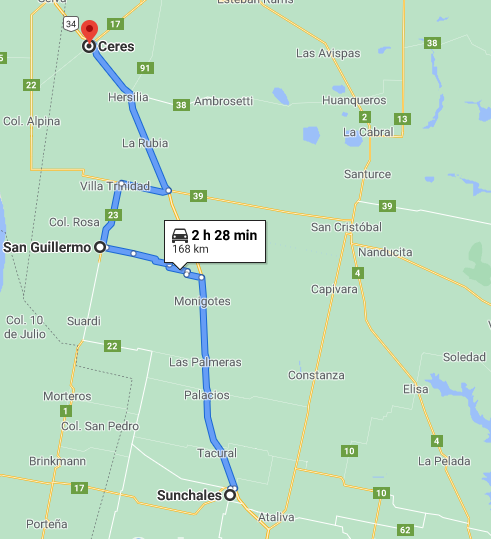 Selva
Esteban Rams
34
17
Ceres
5
91
38
Las Avispas
22
Hersilia
38
Ambrosetti
Huanqueros
2
13
Col. Alpina
La Cabral
La Rubia
Santurce
Villa Trinidad
39
39
23
Col. Rosa
San Cristóbal
2 h 28 min
168 km
San Guillermo
Nanducita
4
Capivara
Monigotes
Col. 10
de Julio
Suardi
22
Soledad
Las Palmeras
Constanza
Palacios
Elisa
Morteros
1
Col. San Pedro
4
10
Tacural
Brinkmann
La Pelada
17
Sunchales
10
Ataliva
Porteña
62